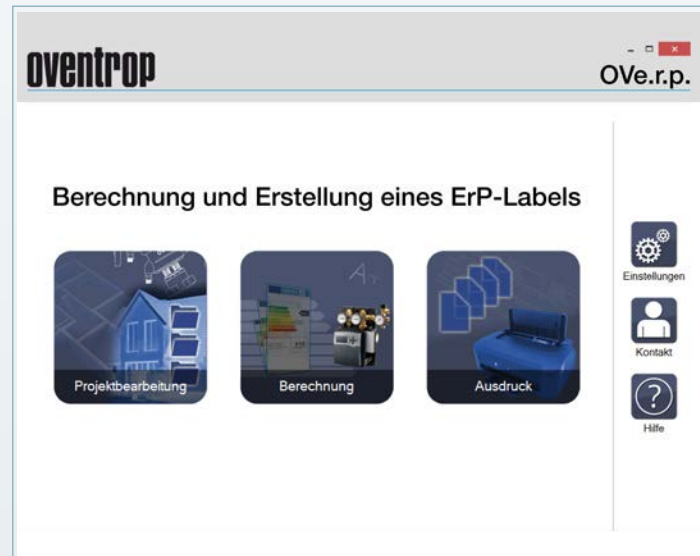 oventrop
OVe.r.p.
Berechnung und Erstellung eines ErP-Labels
Projektbearbeitung
Berechnung
Ausdruck
Einstellungen
Kontakt
Hilfe